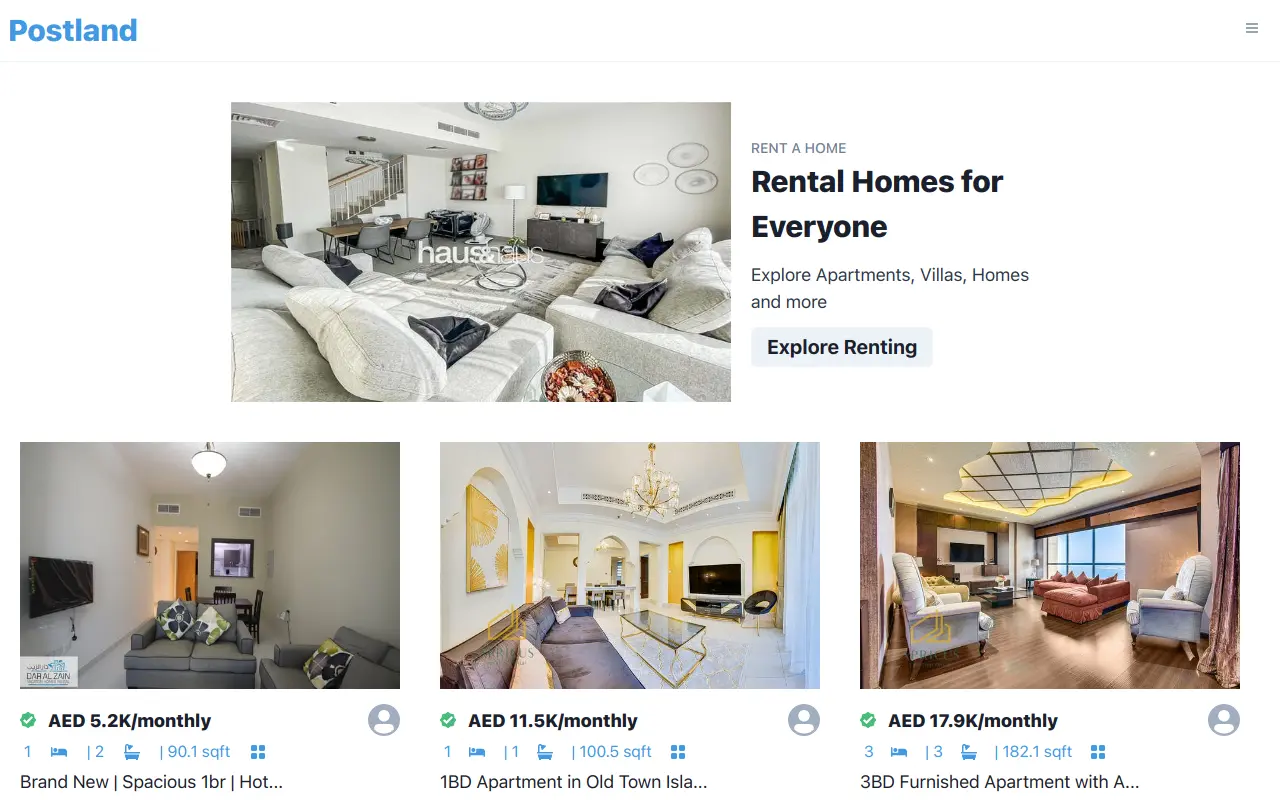 Postland
haus&haus
RENT A HOME
Rental Homes for
Everyone
Explore Apartments, Villas, Homes
and more
Explore Renting
DAR AL ZAIN
AED 5.2K/monthly
1 | 2 | 90.1 sqft
Brand New | Spacious 1br | Hot...
AED 11.5K/monthly
1 | 1 | 100.5 sqft
1BD Apartment in Old Town Isla...
AED 17.9K/monthly
3 | 3 | 182.1 sqft
3BD Furnished Apartment with A...